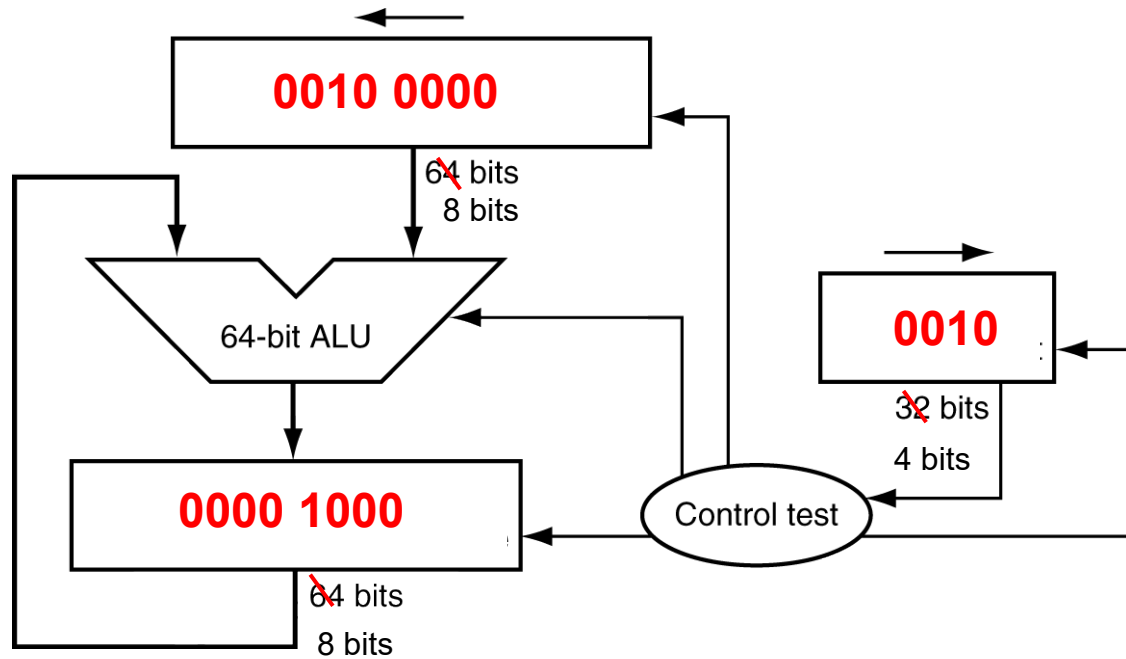 0010 0000
64 bits
8 bits
64-bit ALU
0010
:
32 bits
4 bits
0000 1000
Control test
64 bits
8 bits